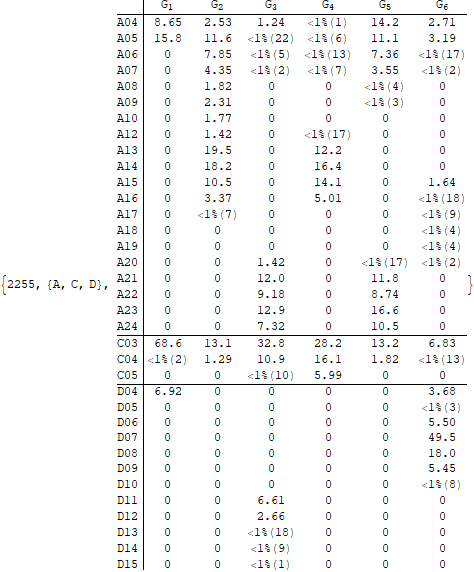 G1 G2 G3 G4 G5 G6
A04 8.65 2.53 1.24 <1%(1) 14.2 2.71
A05 15.8 11.6 <1%(22) <1%(6) 11.1 3.19
A06 0 7.85 <1%(5) <1%(13) 7.36 <1%(17)
A07 0 4.35 <1%(2) <1%(7) 3.55 <1%(2)
A08 0 1.82 0 0 <1%(4) 0
A09 0 2.31 0 0 <1%(3) 0
A10 0 1.77 0 0 0 0
A12 0 1.42 0 <1%(17) 0 0
A13 0 19.5 0 12.2 0 0
A14 0 18.2 0 16.4 0 0
A15 0 10.5 0 14.1 0 1.64
A16 0 3.37 0 5.01 0 <1%(18)
A17 0 <1%(7) 0 0 0 <1%(9)
A18 0 0 0 0 0 <1%(4)
A19 0 0 0 0 0 <1%(4)
A20 0 0 1.42 0 <1%(17) <1%(2)
{2255, {A, C, D}, A21 0 0 12.0 0 11.8 0 }
A22 0 0 9.18 0 8.74 0
A23 0 0 12.9 0 16.6 0
A24 0 0 7.32 0 10.5 0
C03 68.6 13.1 32.8 28.2 13.2 6.83
C04 <1%(2) 1.29 10.9 16.1 1.82 <1%(13)
C05 0 0 <1%(10) 5.99 0 0
D04 6.92 0 0 0 0 3.68
D05 0 0 0 0 0 <1%(3)
D06 0 0 0 0 0 5.50
D07 0 0 0 0 0 49.5
D08 0 0 0 0 0 18.0
D09 0 0 0 0 0 5.45
D10 0 0 0 0 0 <1%(8)
D11 0 0 6.61 0 0 0
D12 0 0 2.66 0 0 0
D13 0 0 <1%(18) 0 0 0
D14 0 0 <1%(9) 0 0 0
D15 0 0 <1%(1) 0 0 0